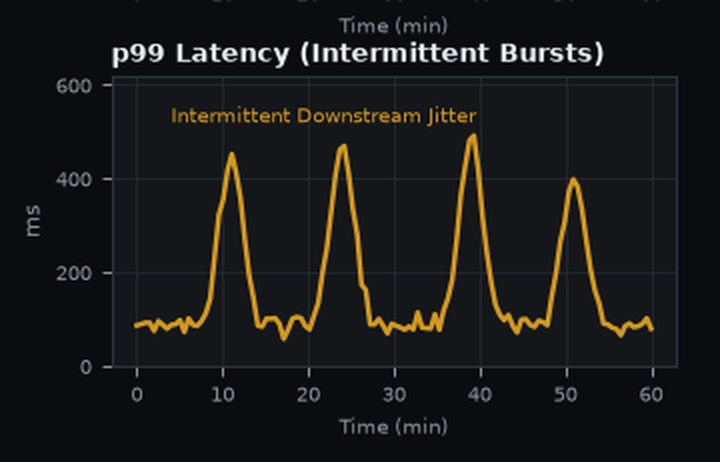 Time (min)
p99 Latency (Intermittent Bursts)
600
Intermittent Downstream Jitter
400
ms
200
0
0 10 20 30 40 50 60
Time (min)